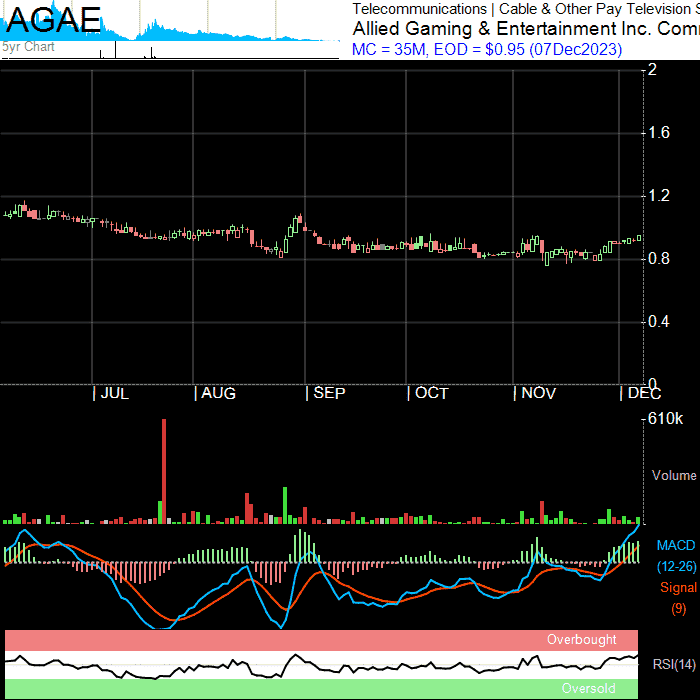 AGAE
5yr Chart
Telecommunications | Cable & Other Pay Television S
Allied Gaming & Entertainment Inc. Com
MC = 35M, EOD = $0.95 (07Dec2023)
2
1.6
1.2
0.8
0.4
0
JUL AUG SEP OCT NOV DEC
610k
Volume
MACD
(12-26)
Signal
(9)
Overbought
RSI(14)
Oversold